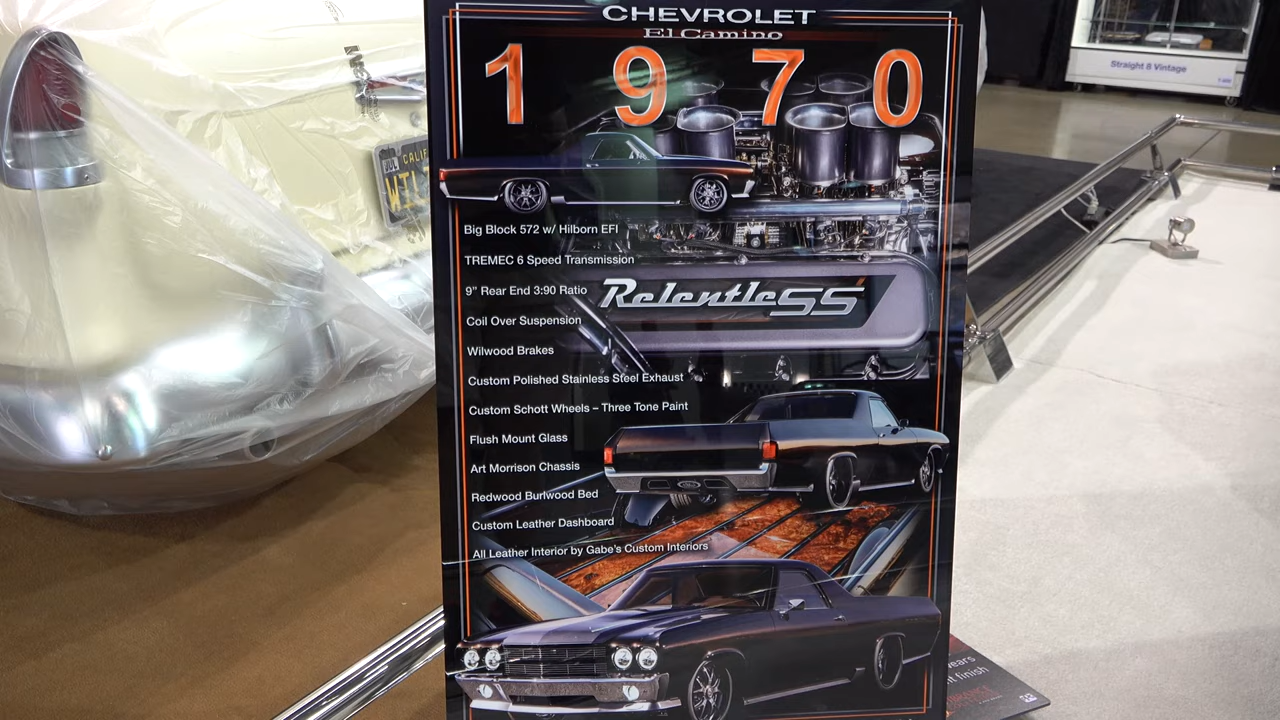 CHEVROLET
El Camino
1970
Big Block 572 w/ Hilborn EFI
TREMEC 6 Speed Transmission
9" Rear End 3:90 Ratio
RelentleSS
Coil Over Suspension
Wilwood Brakes
Custom Polished Stainless Steel Exhaust
Custom Schott Wheels – Three Tone Paint
Flush Mount Glass
Art Morrison Chassis
Redwood Burlwood Bed
Custom Leather Dashboard
All Leather Interior by Gabe's Custom Interiors
Straight 8 Vintage
finish